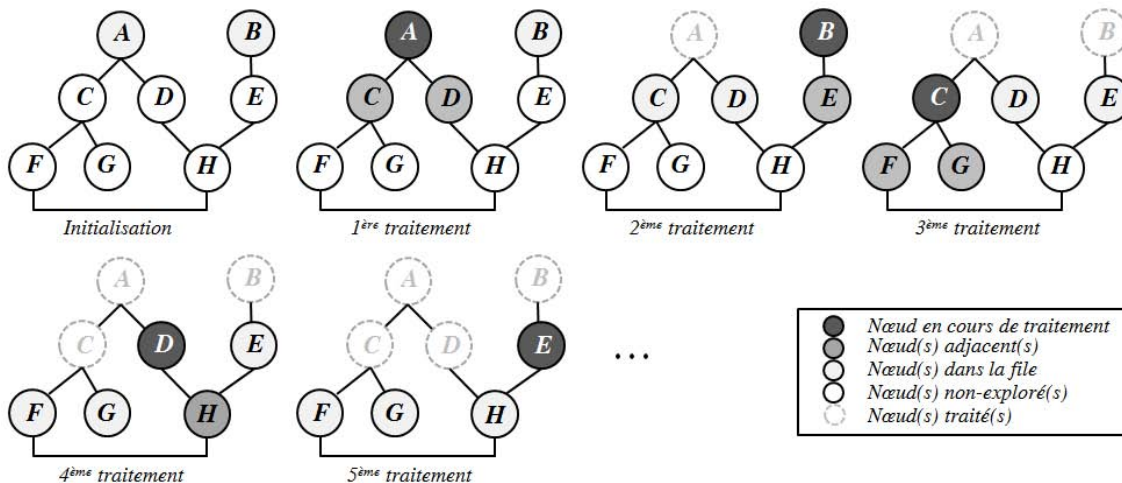 A B A B A B A B
C D E C D E C D E C D E
F G H F G H F G H F G H
Initialisation 1ère traitement 2ème traitement 3ème traitement
A B A B
C D E C D E ...
F G H F G H
4ème traitement 5ème traitement
Nœud en cours de traitement
Nœud(s) adjacent(s)
Nœud(s) dans la file
Nœud(s) non-exploré(s)
Nœud(s) traité(s)